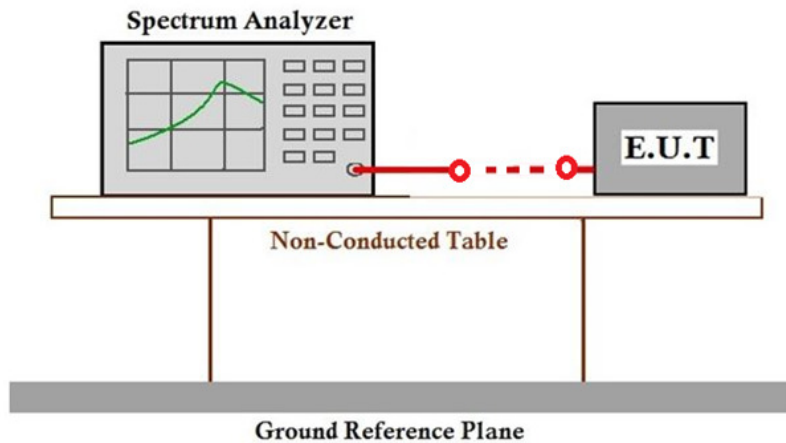 Spectrum Analyzer
E.U.T
Non-Conducted Table
Ground Reference Plane